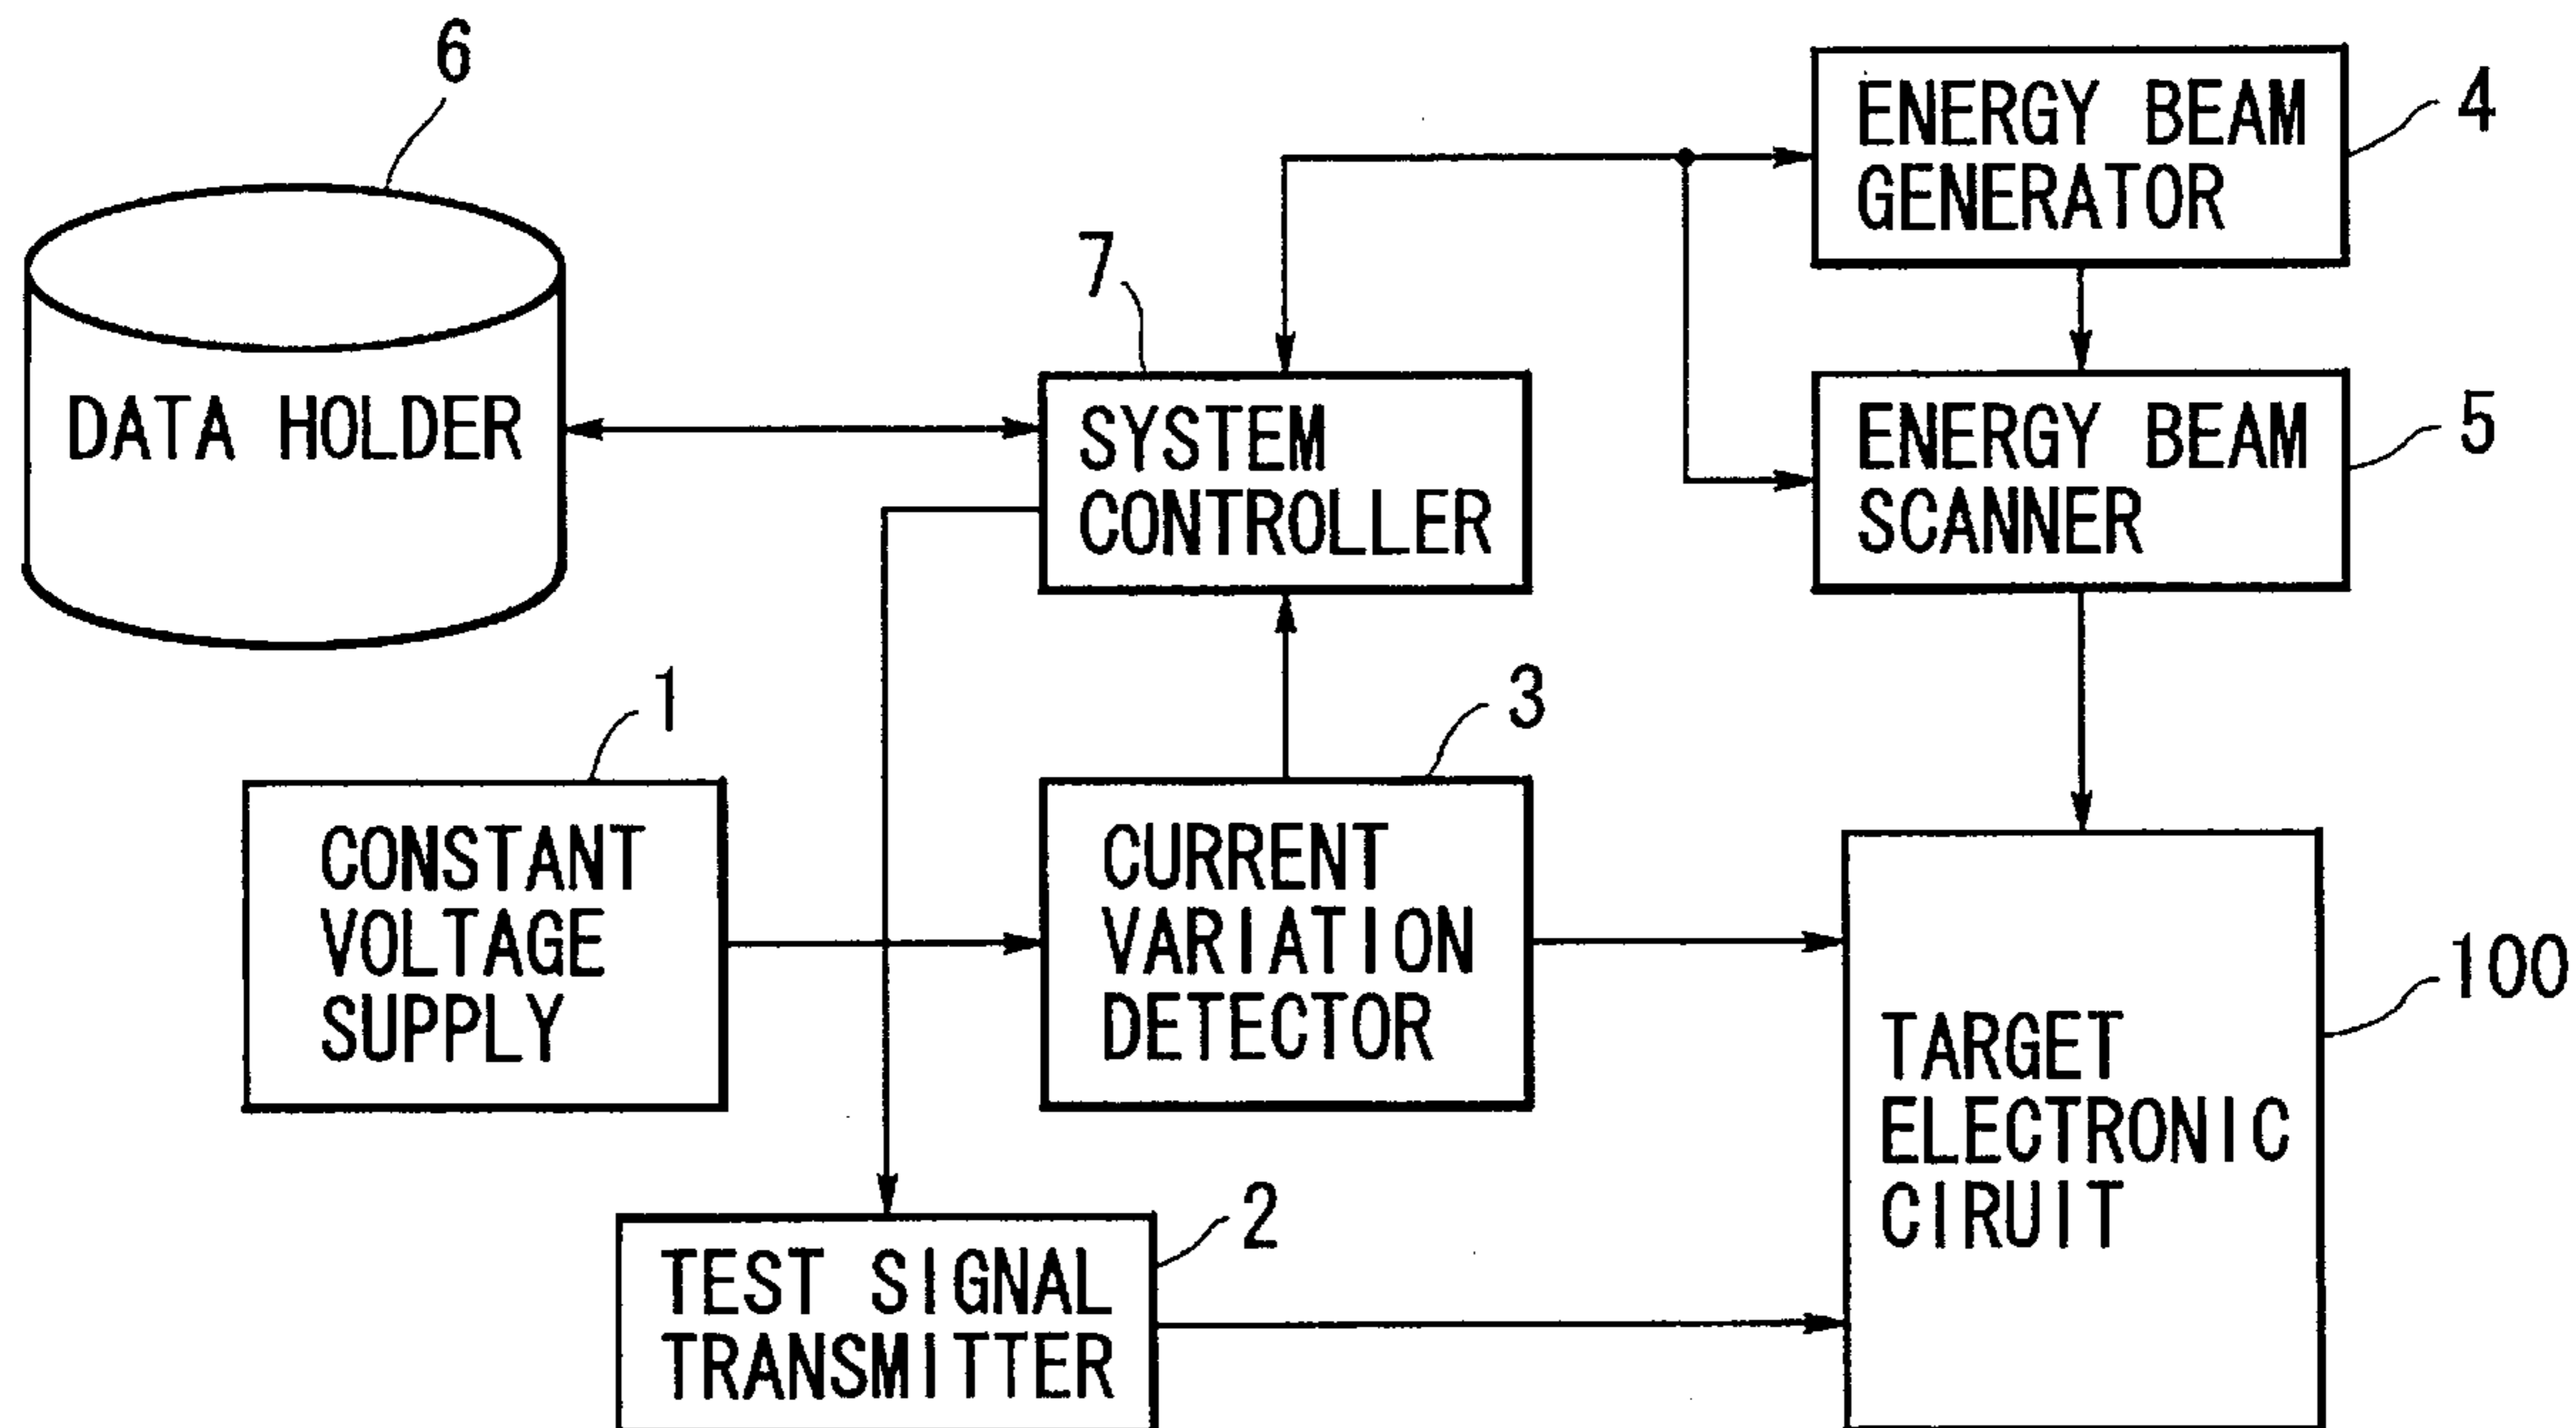 6
ENERGY BEAM
GENERATOR
4
7
DATA HOLDER
SYSTEM
CONTROLLER
ENERGY BEAM
SCANNER
5
1
3
CONSTANT
VOLTAGE
SUPPLY
CURRENT
VARIATION
DETECTOR
100
TARGET
ELECTRONIC
CIRUIT
2
TEST SIGNAL
TRANSMITTER